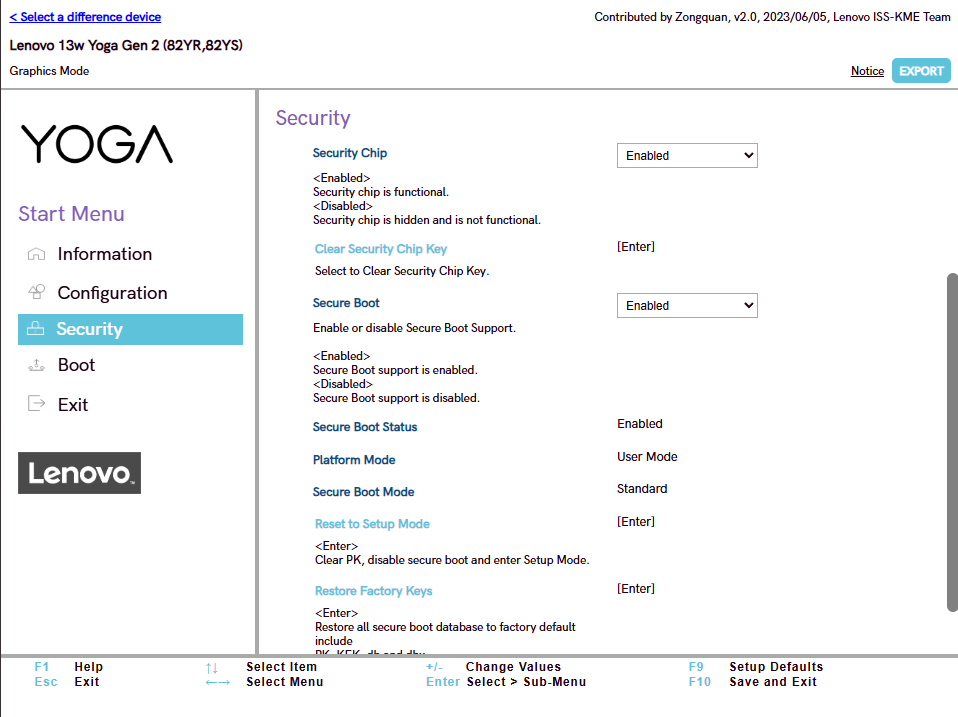 < Select a difference device
Contributed by Zongquan, v2.0, 2023/06/05, Lenovo ISS-KME Team
Lenovo 13w Yoga Gen 2 (82YR,82YS)
Graphics Mode
Notice
EXPORT
YOGA
Start Menu
Information
Configuration
Security
Boot
Exit
Lenovo
Security
Security Chip
Enabled
<Enabled>
Security chip is functional.
<Disabled>
Security chip is hidden and is not functional.
Clear Security Chip Key
[Enter]
Select to Clear Security Chip Key.
Secure Boot
Enabled
Enable or disable Secure Boot Support.
<Enabled>
Secure Boot support is enabled.
<Disabled>
Secure Boot support is disabled.
Secure Boot Status
Enabled
Platform Mode
User Mode
Secure Boot Mode
Standard
Reset to Setup Mode
[Enter]
<Enter>
Clear PK, disable secure boot and enter Setup Mode.
Restore Factory Keys
[Enter]
<Enter>
Restore all secure boot database to factory default
include
PK, KEK, db and dbx
F1 Help ↑↓ Select Item +/- Change Values F9 Setup Defaults
Esc Exit ←→ Select Menu Enter Select > Sub-Menu F10 Save and Exit